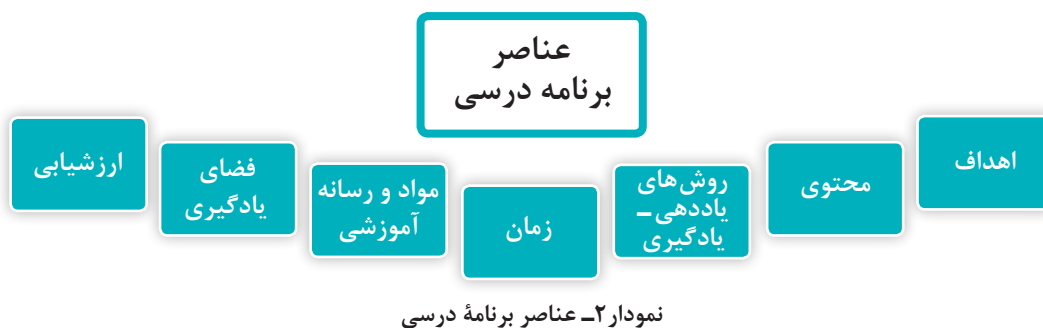 عناصر
برنامه درسی
اهداف
محتوی
روش‌های
یاددهی ـ
یادگیری
زمان
مواد و رسانه
آموزشی
فضای
یادگیری
ارزشیابی
نمودار۲ـ عناصر برنامۀ درسی